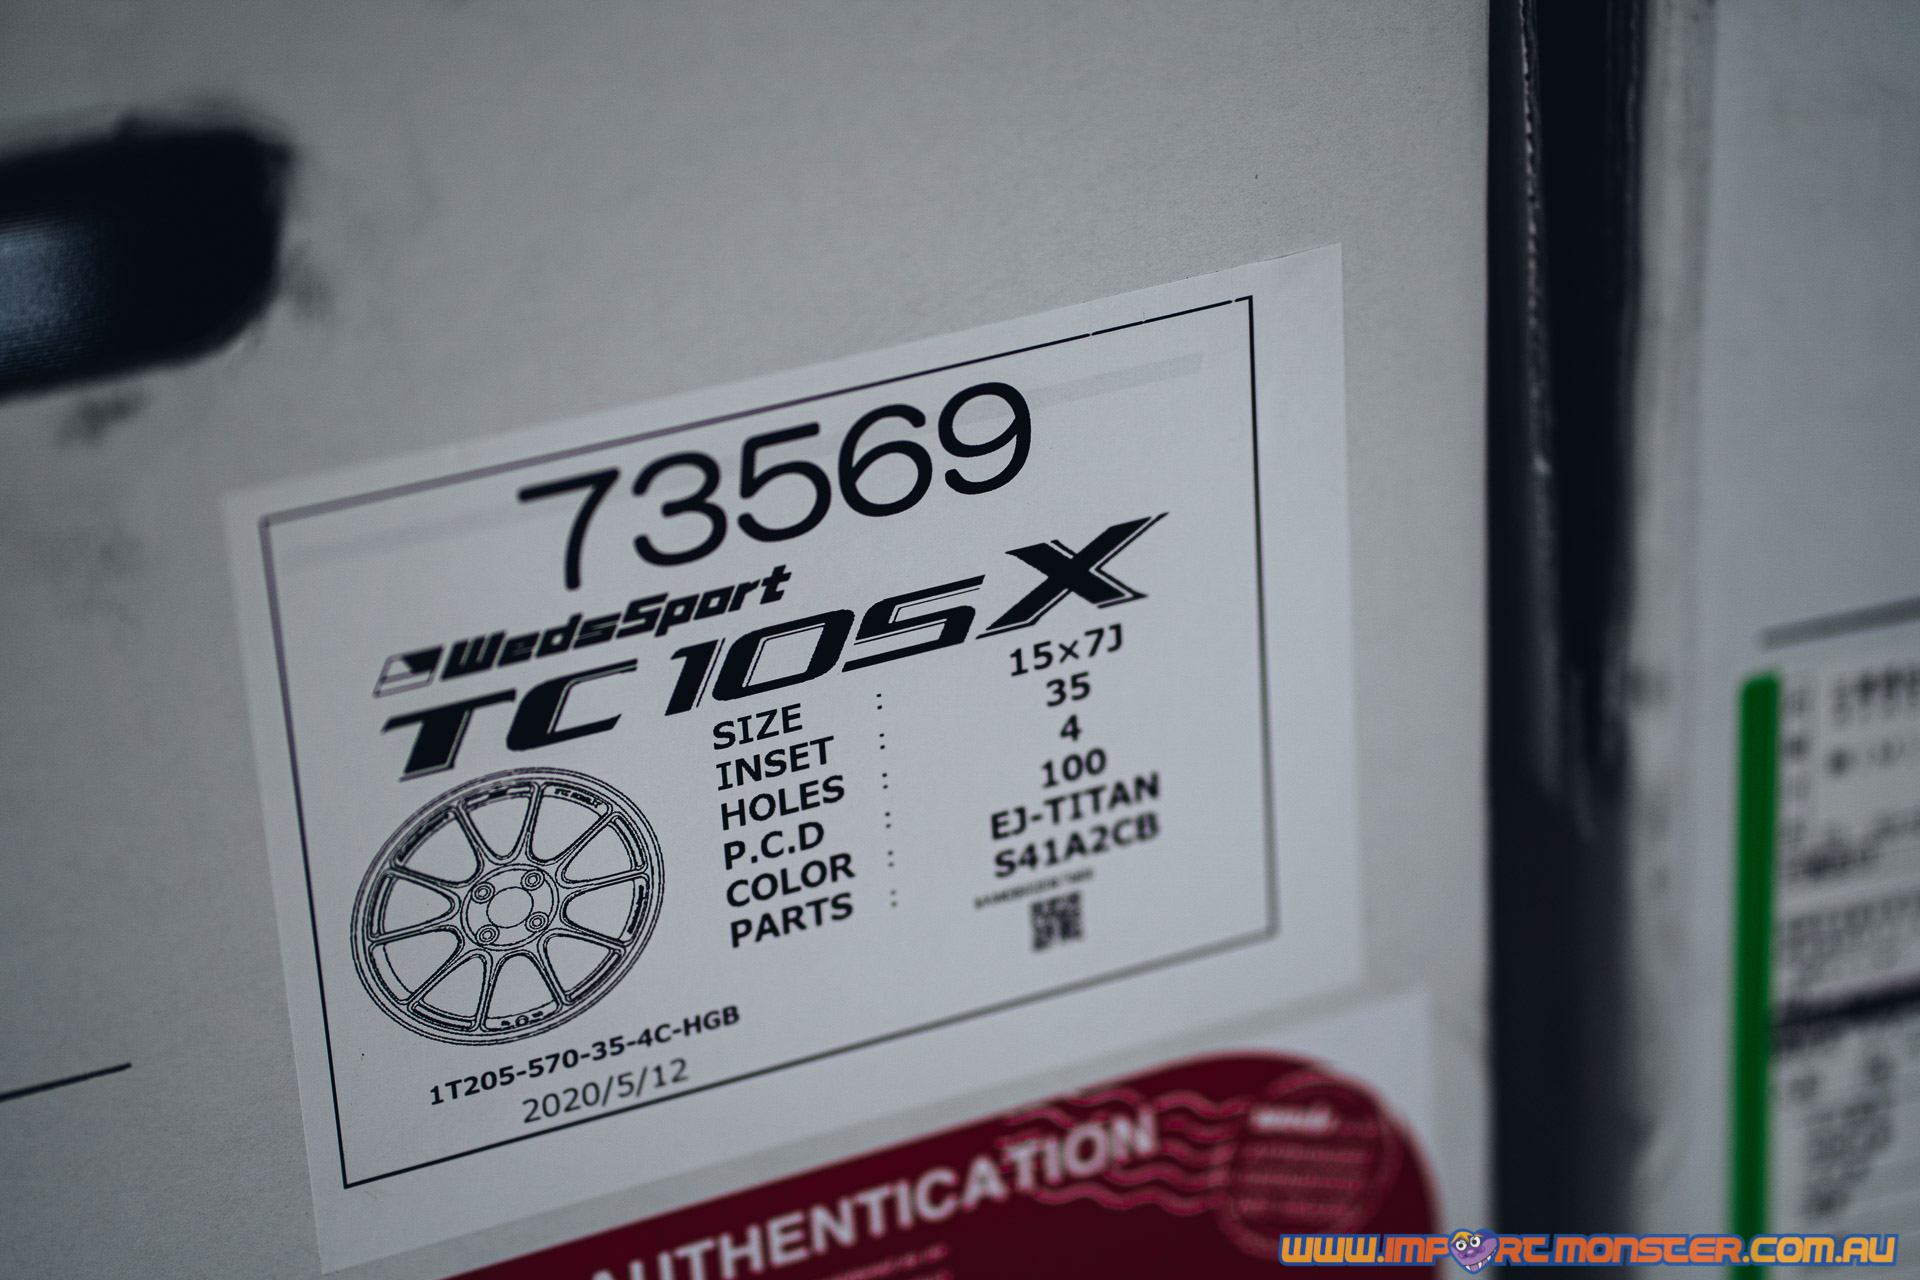 73569
WedsSport
TC105X
SIZE : 15×7J
INSET : 35
HOLES : 4
P.C.D : 100
COLOR : EJ-TITAN
PARTS : S41A2CB
1T205-570-35-4C-HGB
2020/5/12
AUTHENTICATION
www.importmonster.com.au